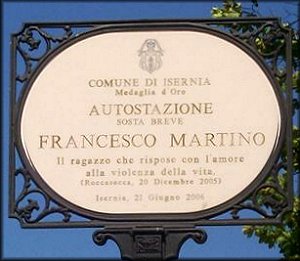 COMUNE DI ISERNIA
Medaglia d'Oro
AUTOSTAZIONE
SOSTA BREVE
FRANCESCO MARTINO
Il ragazzo che rispose con l'amore
alla violenza della vita.
(Roccasecca, 20 Dicembre 2005)
Isernia, 21 Giugno 2006